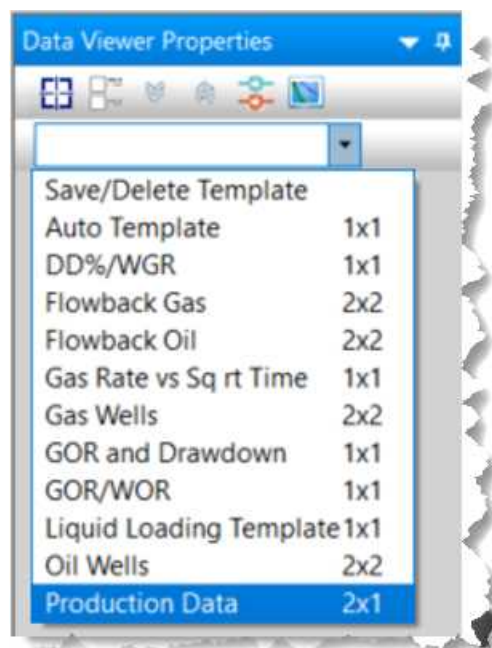 Data Viewer Properties
Save/Delete Template
Auto Template 1x1
DD%/WGR 1x1
Flowback Gas 2x2
Flowback Oil 2x2
Gas Rate vs Sq rt Time 1x1
Gas Wells 2x2
GOR and Drawdown 1x1
GOR/WOR 1x1
Liquid Loading Template 1x1
Oil Wells 2x2
Production Data 2x1